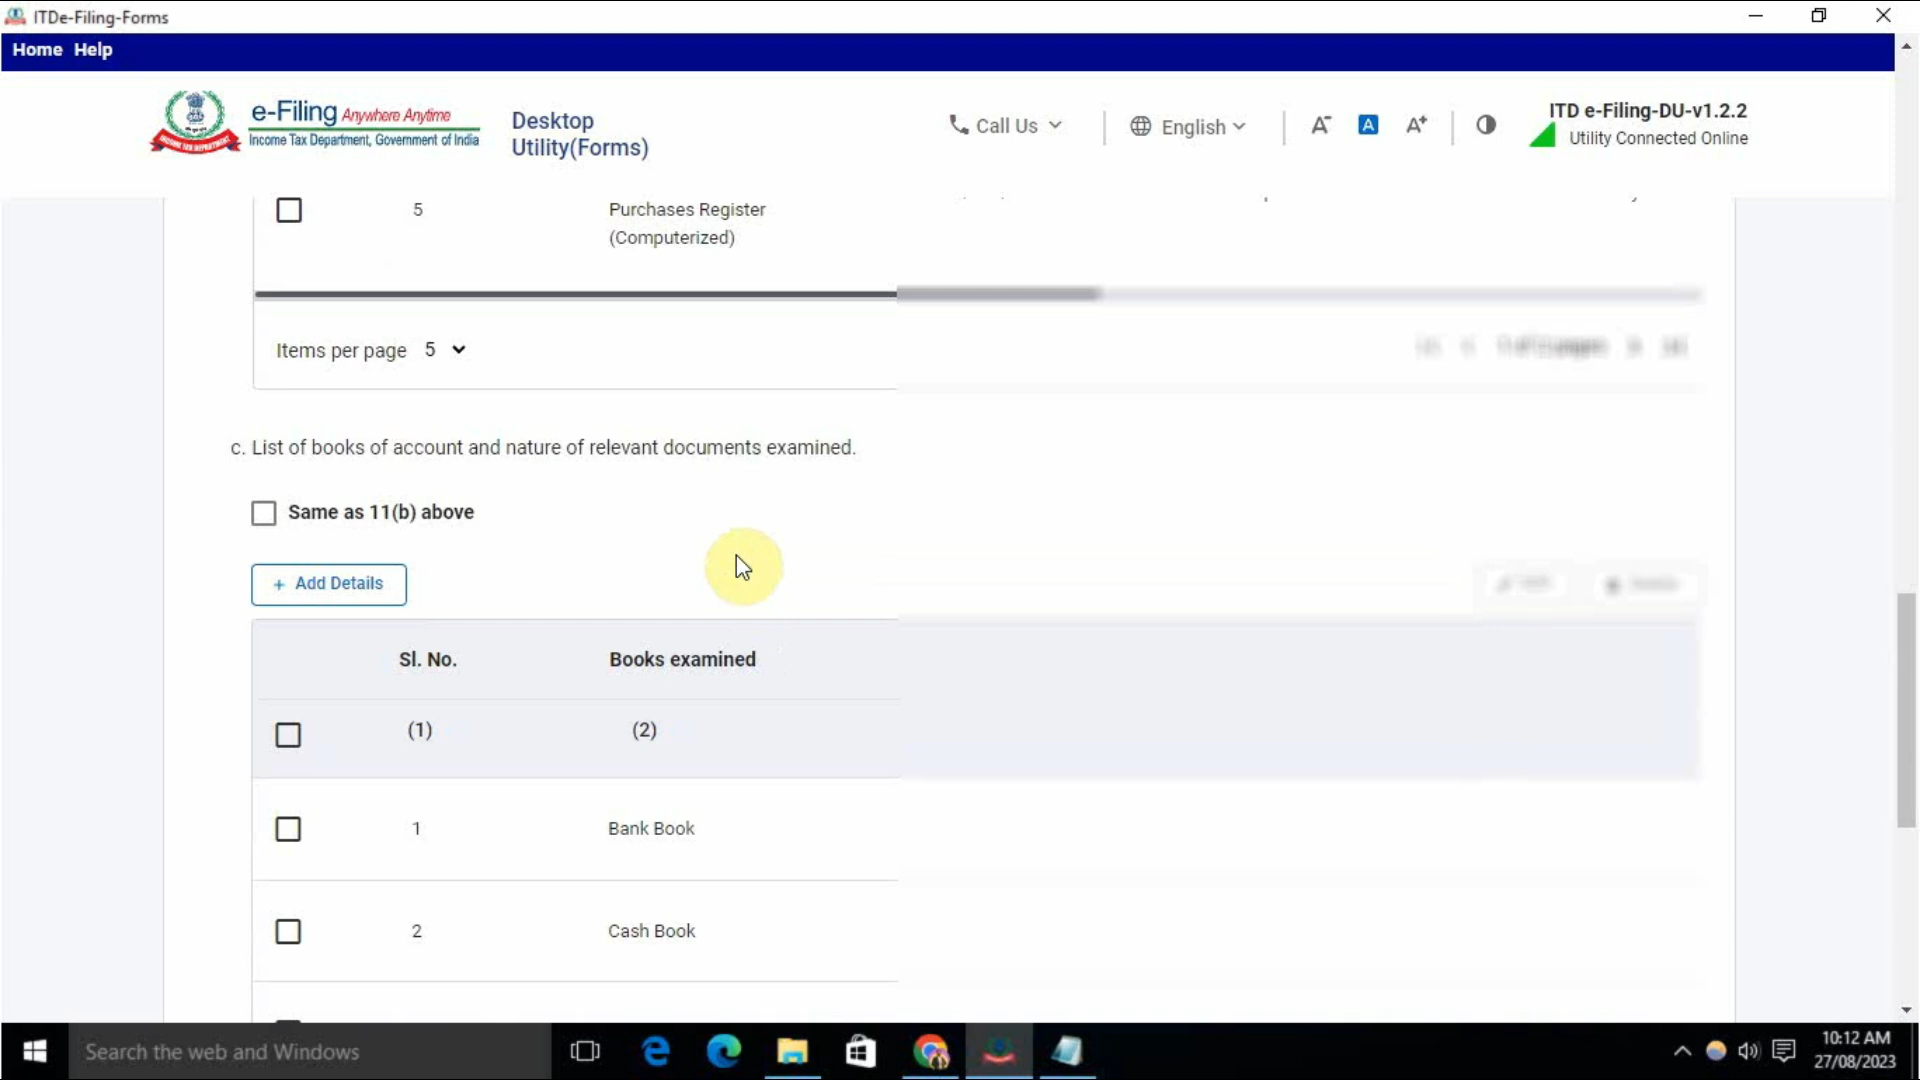 ITDe-Filing-Forms
Home Help
e-Filing Anywhere Anytime
Income Tax Department, Government of India
INCOME TAX DEPARTMENT
Desktop
Utility(Forms)
Call Us
English
A-
A
A+
ITD e-Filing-DU-v1.2.2
Utility Connected Online
5 Purchases Register
(Computerized)
Items per page 5
c. List of books of account and nature of relevant documents examined.
Same as 11(b) above
+ Add Details
Sl. No. Books examined
(1) (2)
1 Bank Book
2 Cash Book
Search the web and Windows
10:12 AM
27/08/2023